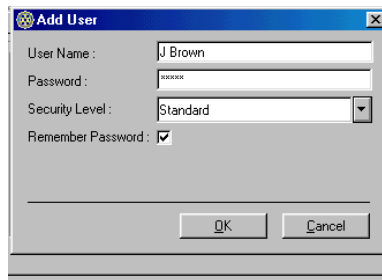 Add User
User Name : J Brown
Password : *****
Security Level : Standard
Remember Password :
OK Cancel